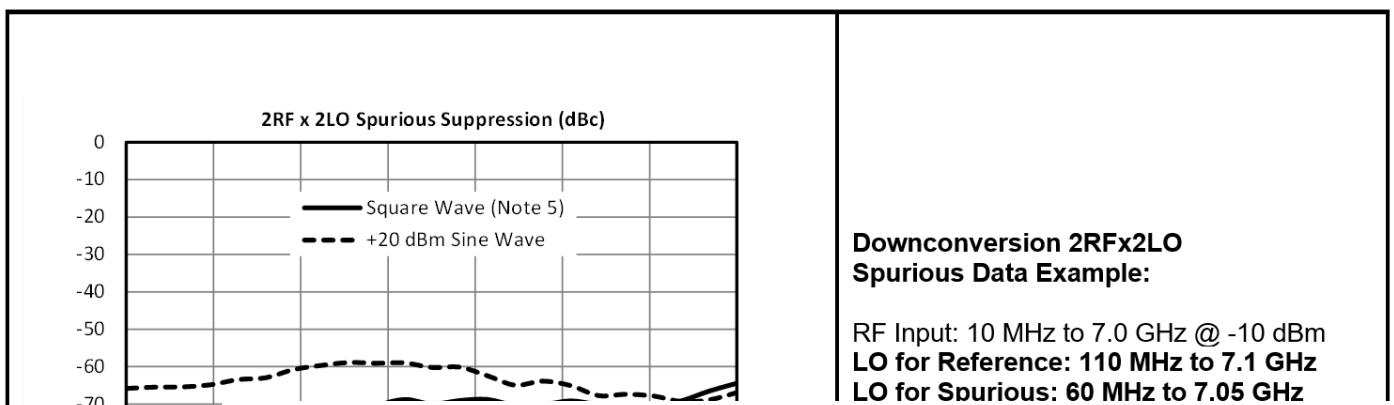 2RF x 2LO Spurious Suppression (dBc)
0
-10
-20
-30
-40
-50
-60
-70
Square Wave (Note 5)
+20 dBm Sine Wave
Downconversion 2RFx2LO
Spurious Data Example:
RF Input: 10 MHz to 7.0 GHz @ -10 dBm
LO for Reference: 110 MHz to 7.1 GHz
LO for Spurious: 60 MHz to 7.05 GHz